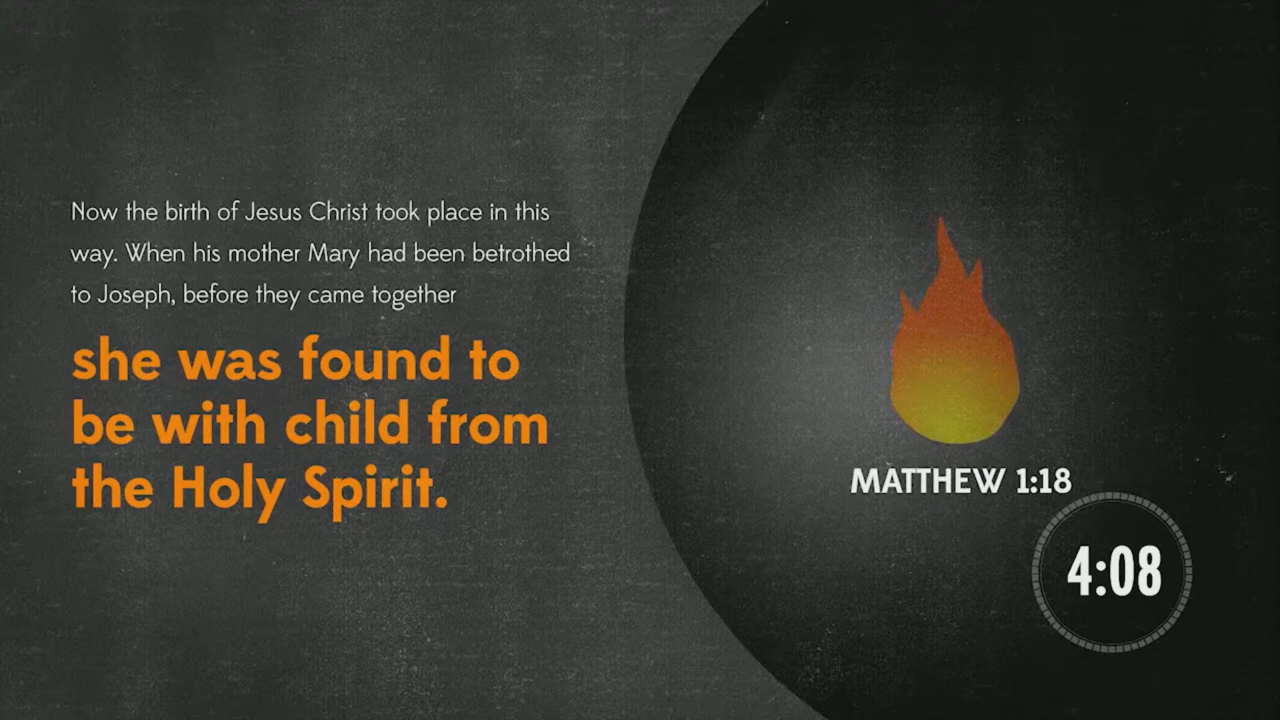 Now the birth of Jesus Christ took place in this
way. When his mother Mary had been betrothed
to Joseph, before they came together
she was found to
be with child from
the Holy Spirit.
MATTHEW 1:18
4:08